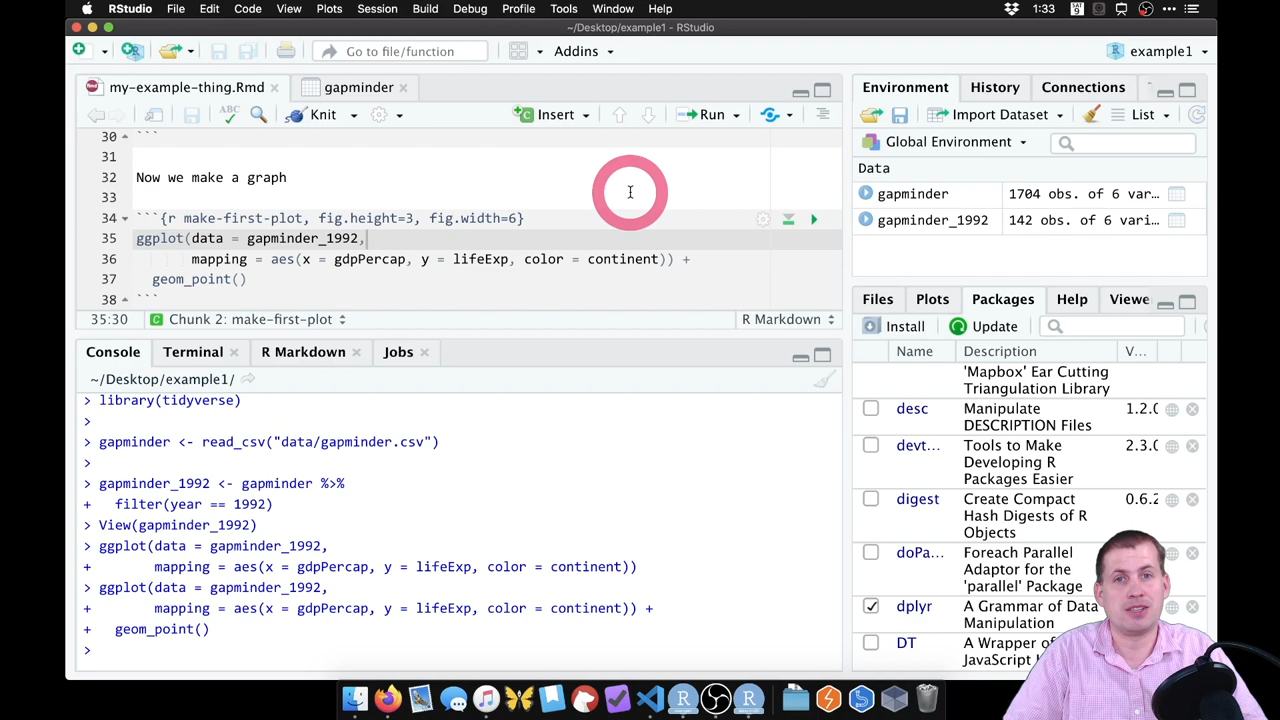 RStudio File Edit Code View Plots Session Build Debug Profile Tools Window Help 1:33 SAT 9
~/Desktop/example1 - RStudio
Go to file/function Addins example1
my-example-thing.Rmd gapminder
ABC Knit Insert Run
30 ```
31
32 Now we make a graph
33
34 ```{r make-first-plot, fig.height=3, fig.width=6}
35 ggplot(data = gapminder_1992,
36 mapping = aes(x = gdpPercap, y = lifeExp, color = continent)) +
37 geom_point()
38 ```
35:30 Chunk 2: make-first-plot R Markdown
Console Terminal R Markdown Jobs
~/Desktop/example1/
> library(tidyverse)
>
> gapminder <- read_csv("data/gapminder.csv")
>
> gapminder_1992 <- gapminder %>%
+ filter(year == 1992)
> View(gapminder_1992)
> ggplot(data = gapminder_1992,
+ mapping = aes(x = gdpPercap, y = lifeExp, color = continent))
> ggplot(data = gapminder_1992,
+ mapping = aes(x = gdpPercap, y = lifeExp, color = continent)) +
+ geom_point()
>
Environment History Connections
Import Dataset List
Global Environment
Data
gapminder 1704 obs. of 6 var…
gapminder_1992 142 obs. of 6 vari…
Files Plots Packages Help Viewe
Install Update
Name Description V…
'Mapbox' Ear Cutting
Triangulation Library
desc Manipulate 1.2.0
DESCRIPTION Files
devt… Tools to Make 2.3.0
Developing R
Packages Easier
digest Create Compact 0.6.2
Hash Digests of R
Objects
doPa… Foreach Parallel
Adaptor for the
'parallel' Package
dplyr A Grammar of Data
Manipulation
DT A Wrapper of
JavaScript